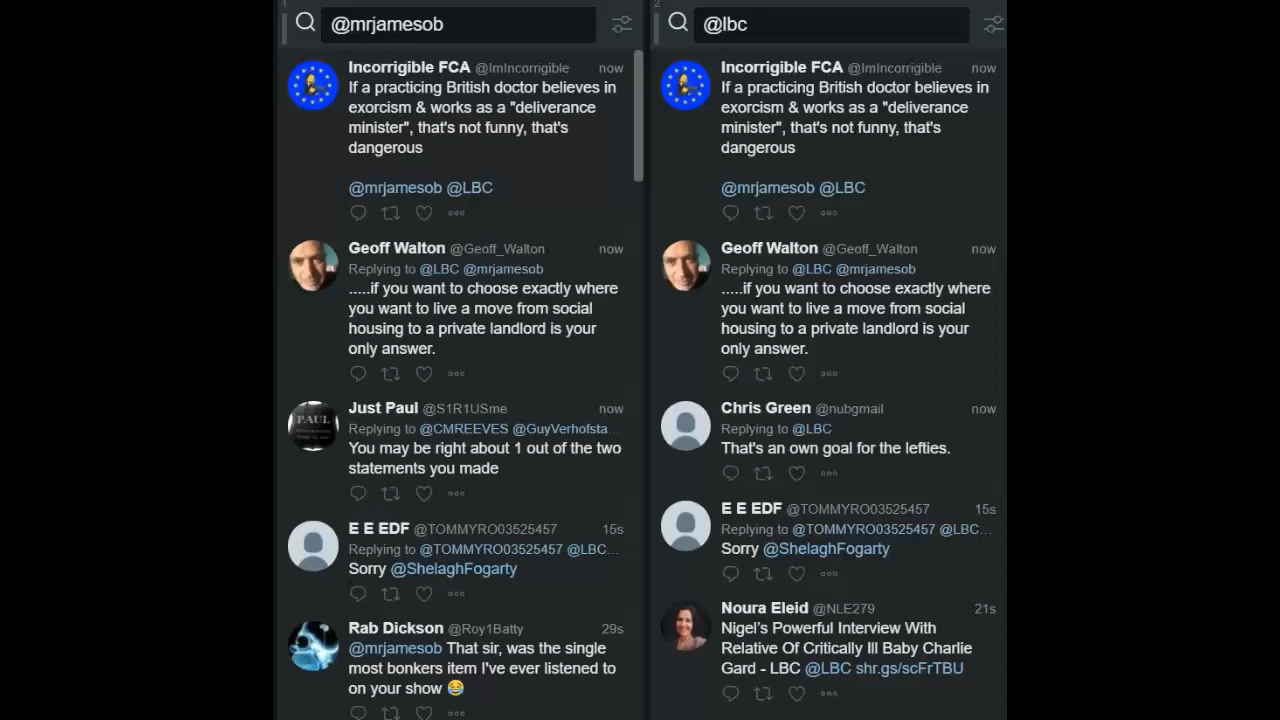 1
@mrjamesob
Incorrigible FCA @ImIncorrigible now
If a practicing British doctor believes in
exorcism & works as a "deliverance
minister", that's not funny, that's
dangerous
@mrjamesob @LBC
Geoff Walton @Geoff_Walton now
Replying to @LBC @mrjamesob
.....if you want to choose exactly where
you want to live a move from social
housing to a private landlord is your
only answer.
Just Paul @S1R1USme now
Replying to @CMREEVES @GuyVerhofsta...
You may be right about 1 out of the two
statements you made
PAUL
E E EDF @TOMMYRO03525457 15s
Replying to @TOMMYRO03525457 @LBC...
Sorry @ShelaghFogarty
Rab Dickson @Roy1Batty 29s
@mrjamesob That sir, was the single
most bonkers item I've ever listened to
on your show 😂
2
@lbc
Incorrigible FCA @ImIncorrigible now
If a practicing British doctor believes in
exorcism & works as a "deliverance
minister", that's not funny, that's
dangerous
@mrjamesob @LBC
Geoff Walton @Geoff_Walton now
Replying to @LBC @mrjamesob
.....if you want to choose exactly where
you want to live a move from social
housing to a private landlord is your
only answer.
Chris Green @nubgmail now
Replying to @LBC
That's an own goal for the lefties.
E E EDF @TOMMYRO03525457 15s
Replying to @TOMMYRO03525457 @LBC...
Sorry @ShelaghFogarty
Noura Eleid @NLE279 21s
Nigel's Powerful Interview With
Relative Of Critically Ill Baby Charlie
Gard - LBC @LBC shr.gs/scFrTBU